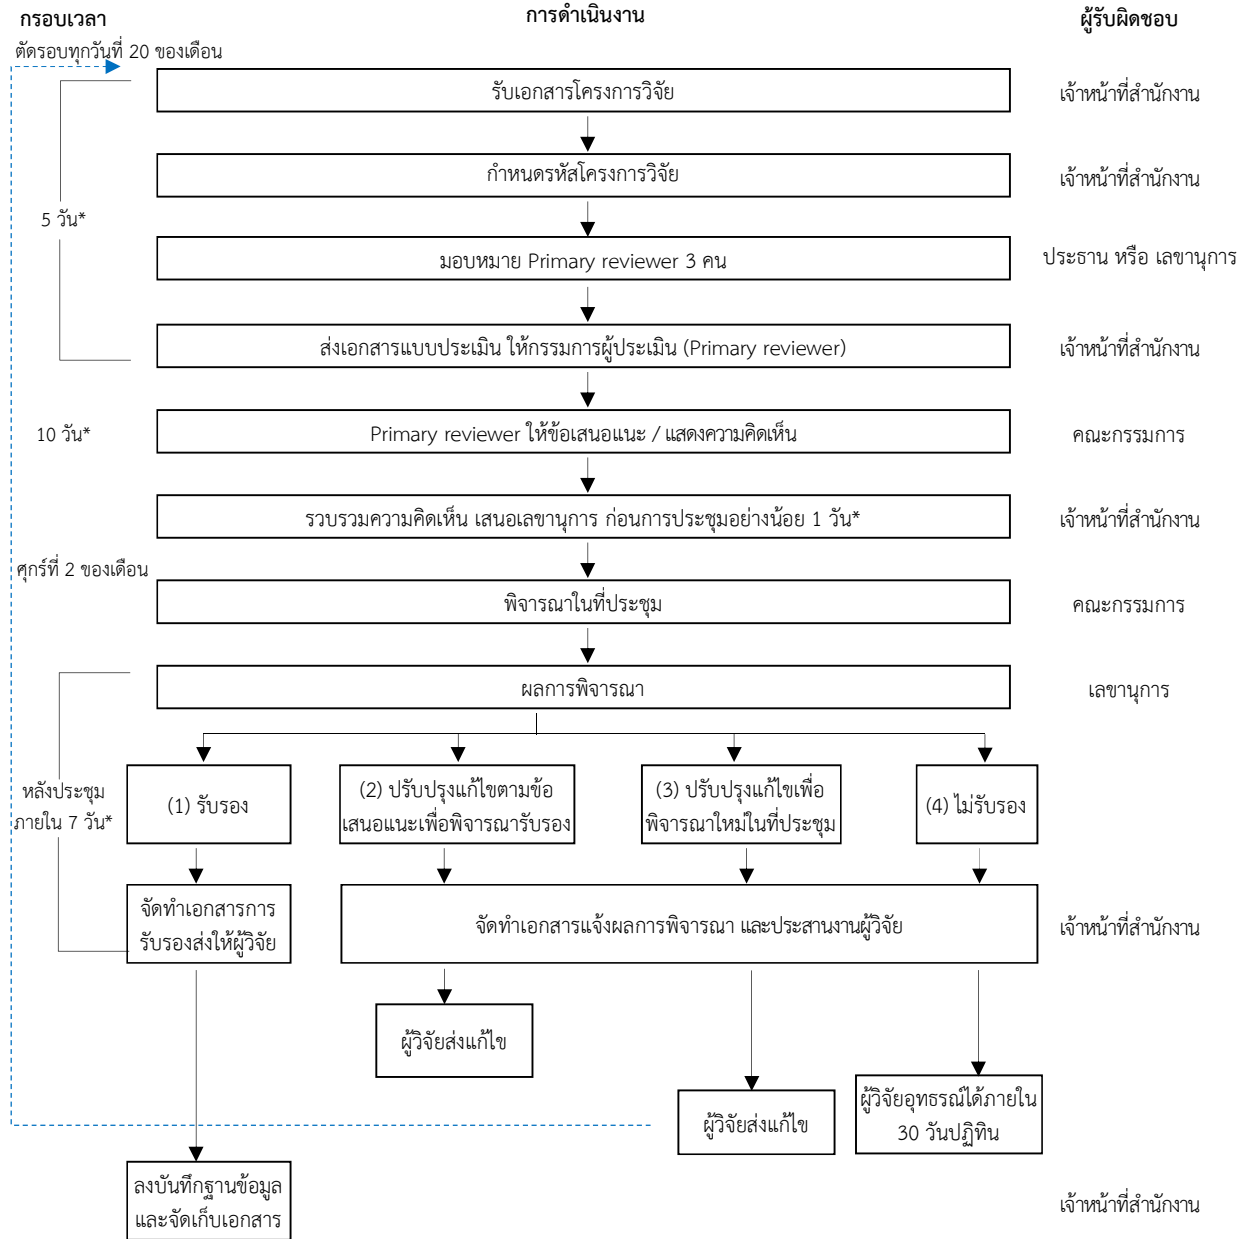 กรอบเวลา
การดำเนินงาน
ผู้รับผิดชอบ
ตัดรอบทุกวันที่ 20 ของเดือน
รับเอกสารโครงการวิจัย
เจ้าหน้าที่สำนักงาน
กำหนดรหัสโครงการวิจัย
เจ้าหน้าที่สำนักงาน
5 วัน*
มอบหมาย Primary reviewer 3 คน
ประธาน หรือ เลขานุการ
ส่งเอกสารแบบประเมิน ให้กรรมการผู้ประเมิน (Primary reviewer)
เจ้าหน้าที่สำนักงาน
10 วัน*
Primary reviewer ให้ข้อเสนอแนะ / แสดงความคิดเห็น
คณะกรรมการ
รวบรวมความคิดเห็น เสนอเลขานุการ ก่อนการประชุมอย่างน้อย 1 วัน*
เจ้าหน้าที่สำนักงาน
ศุกร์ที่ 2 ของเดือน
พิจารณาในที่ประชุม
คณะกรรมการ
ผลการพิจารณา
เลขานุการ
หลังประชุม
ภายใน 7 วัน*
(1) รับรอง
(2) ปรับปรุงแก้ไขตามข้อ
เสนอแนะเพื่อพิจารณารับรอง
(3) ปรับปรุงแก้ไขเพื่อ
พิจารณาใหม่ในที่ประชุม
(4) ไม่รับรอง
จัดทำเอกสารการ
รับรองส่งให้ผู้วิจัย
จัดทำเอกสารแจ้งผลการพิจารณา และประสานงานผู้วิจัย
เจ้าหน้าที่สำนักงาน
ผู้วิจัยส่งแก้ไข
ผู้วิจัยส่งแก้ไข
ผู้วิจัยอุทธรณ์ได้ภายใน
30 วันปฏิทิน
ลงบันทึกฐานข้อมูล
และจัดเก็บเอกสาร
เจ้าหน้าที่สำนักงาน